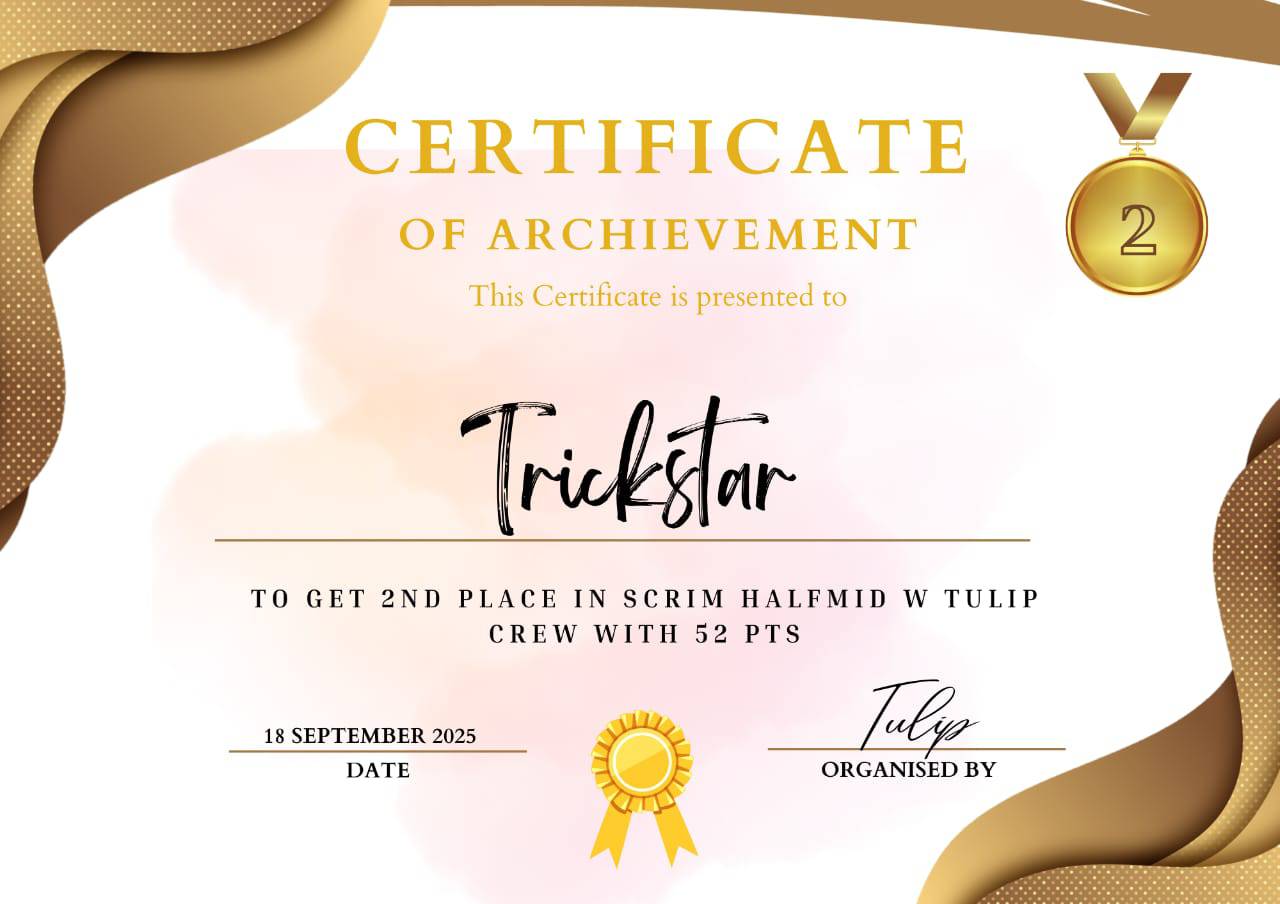 CERTIFICATE
2
OF ARCHIEVEMENT
This Certificate is presented to
Trickstar
TO GET 2ND PLACE IN SCRIM HALFMID W TULIP
CREW WITH 52 PTS
18 SEPTEMBER 2025
DATE
Tulip
ORGANISED BY